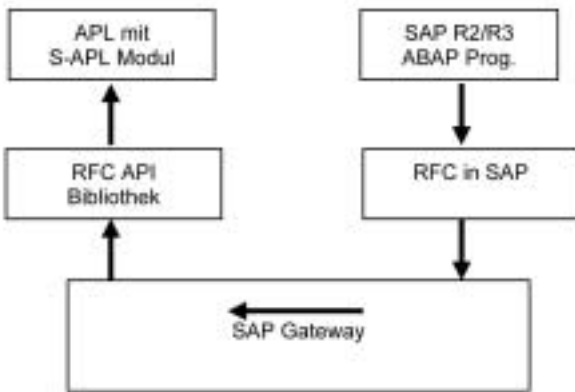 APL mit
S-APL Modul
SAP R2/R3
ABAP Prog.
RFC API
Bibliothek
RFC in SAP
SAP Gateway